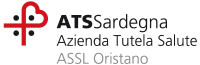 ATSSardegna
Azienda Tutela Salute
ASSL Oristano